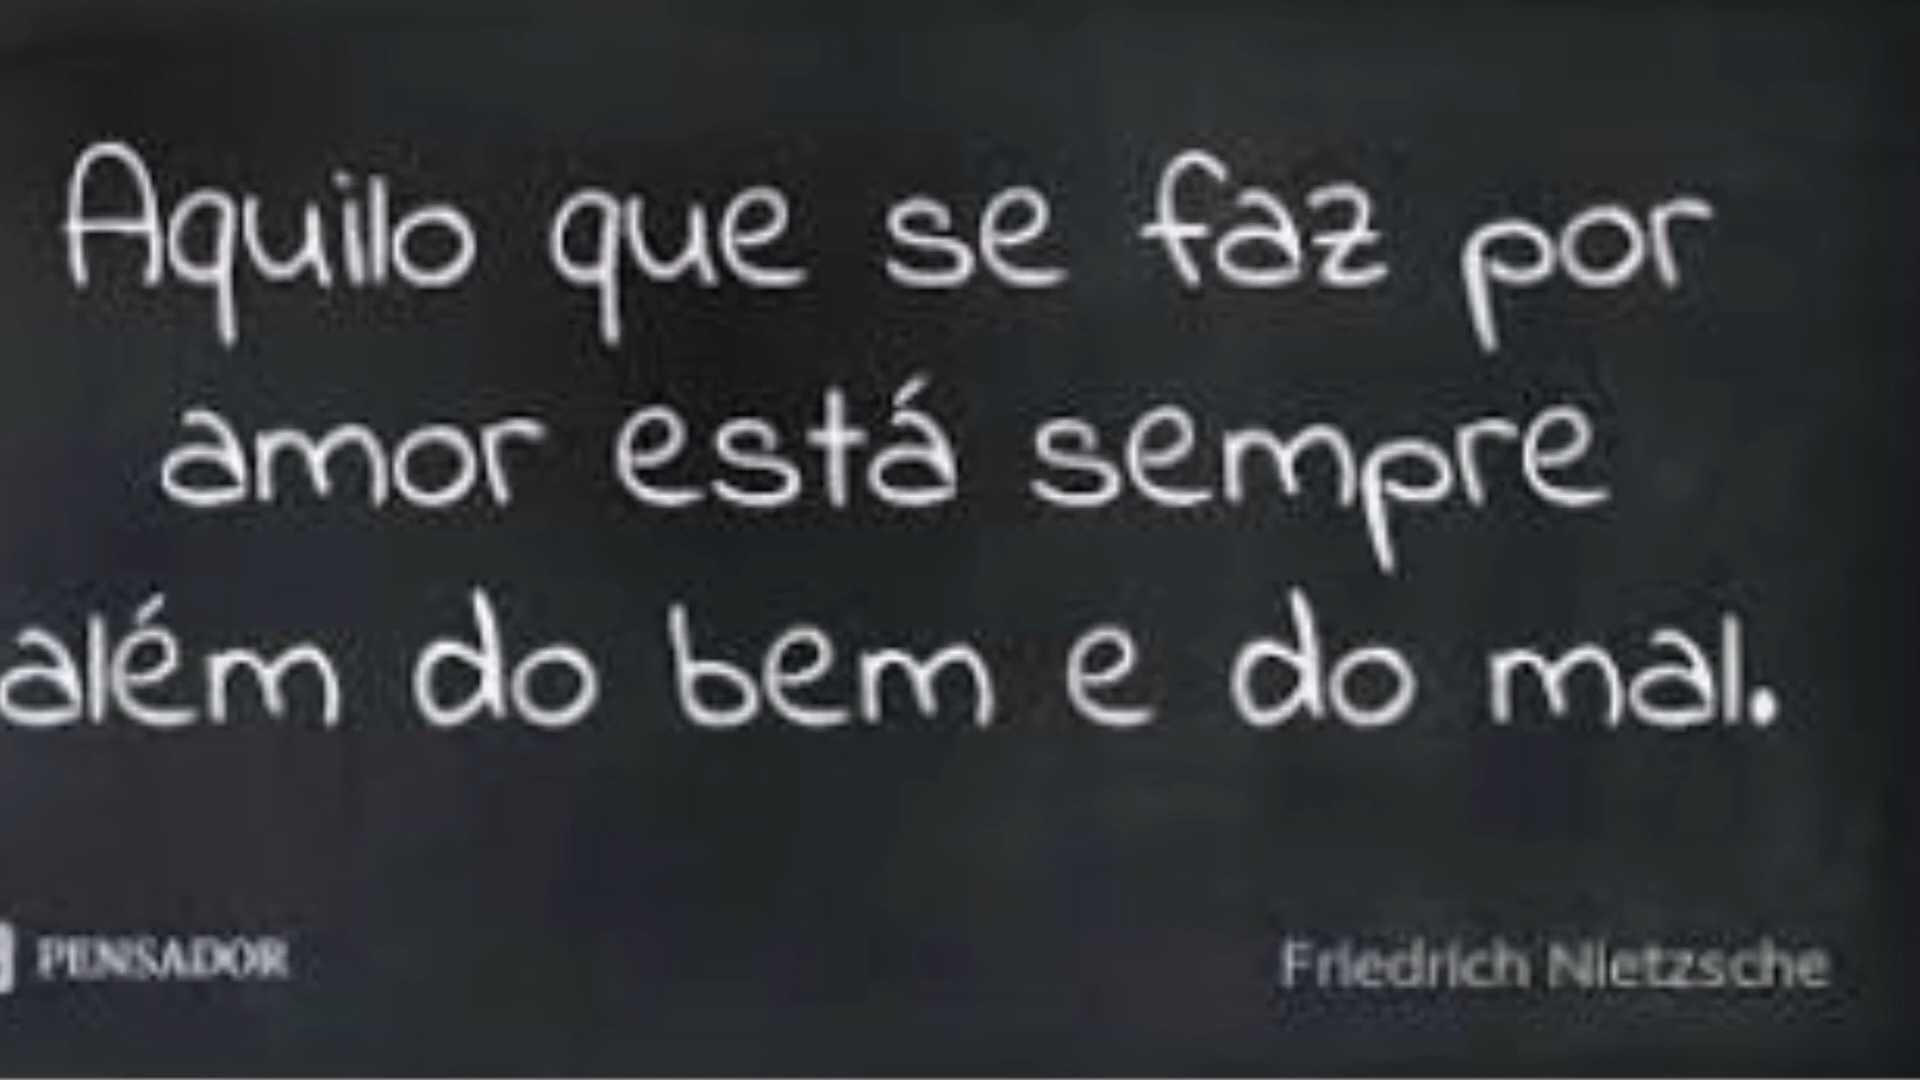 Aquilo que se faz por
amor está sempre
além do bem e do mal.
PENSADOR
Friedrich Nietzsche